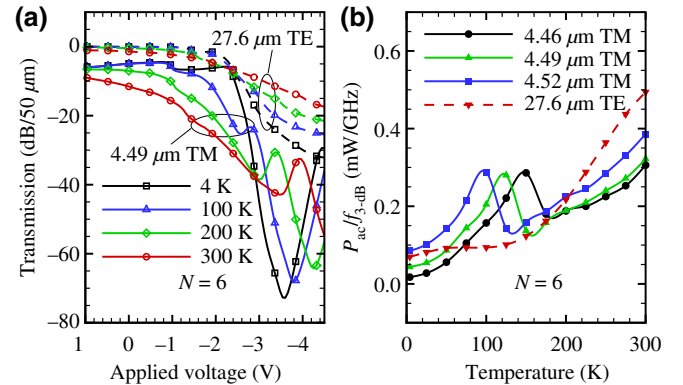 (a)
Transmission (dB/50 μm)
0
−20
−40
−60
−80
27.6 μm TE
4.49 μm TM
4 K
100 K
200 K
300 K
N = 6
1 0 −1 −2 −3 −4
Applied voltage (V)
(b)
P_ac/f_3-dB (mW/GHz)
0.6
0.4
0.2
0.0
4.46 μm TM
4.49 μm TM
4.52 μm TM
27.6 μm TE
N = 6
0 100 200 300
Temperature (K)